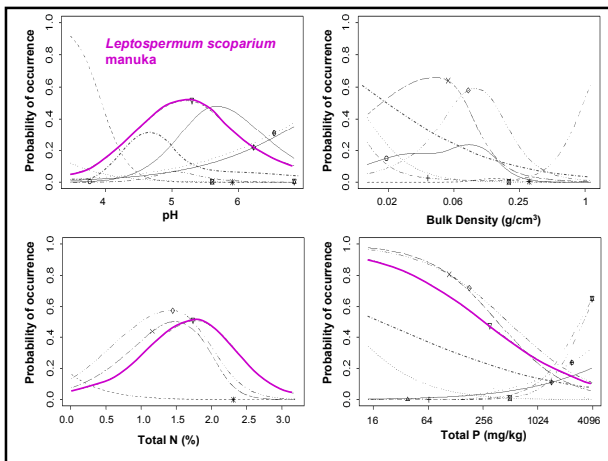 Leptospermum scoparium
manuka
Probability of occurrence
0.0 0.2 0.4 0.6 0.8 1.0
4 5 6
pH
Probability of occurrence
0.0 0.2 0.4 0.6 0.8 1.0
0.02 0.06 0.25 1
Bulk Density (g/cm³)
Probability of occurrence
0.0 0.2 0.4 0.6 0.8 1.0
0.0 0.5 1.0 1.5 2.0 2.5 3.0
Total N (%)
Probability of occurrence
0.0 0.2 0.4 0.6 0.8 1.0
16 64 256 1024 4096
Total P (mg/kg)